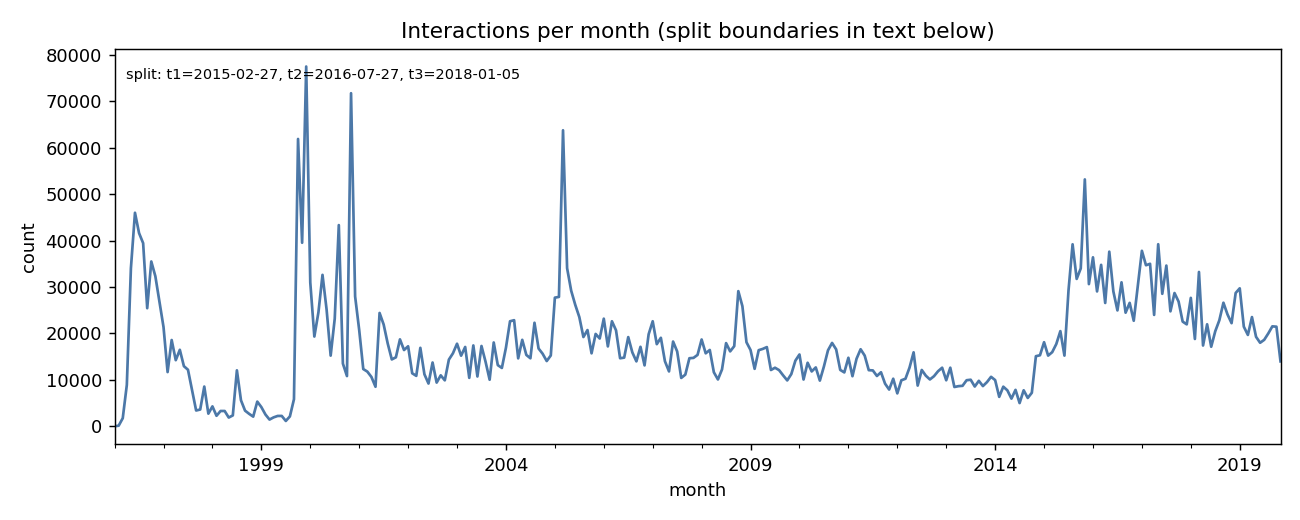 Interactions per month (split boundaries in text below)
80000
split: t1=2015-02-27, t2=2016-07-27, t3=2018-01-05
70000
60000
50000
40000
30000
20000
10000
0
count
1999 2004 2009 2014 2019
month